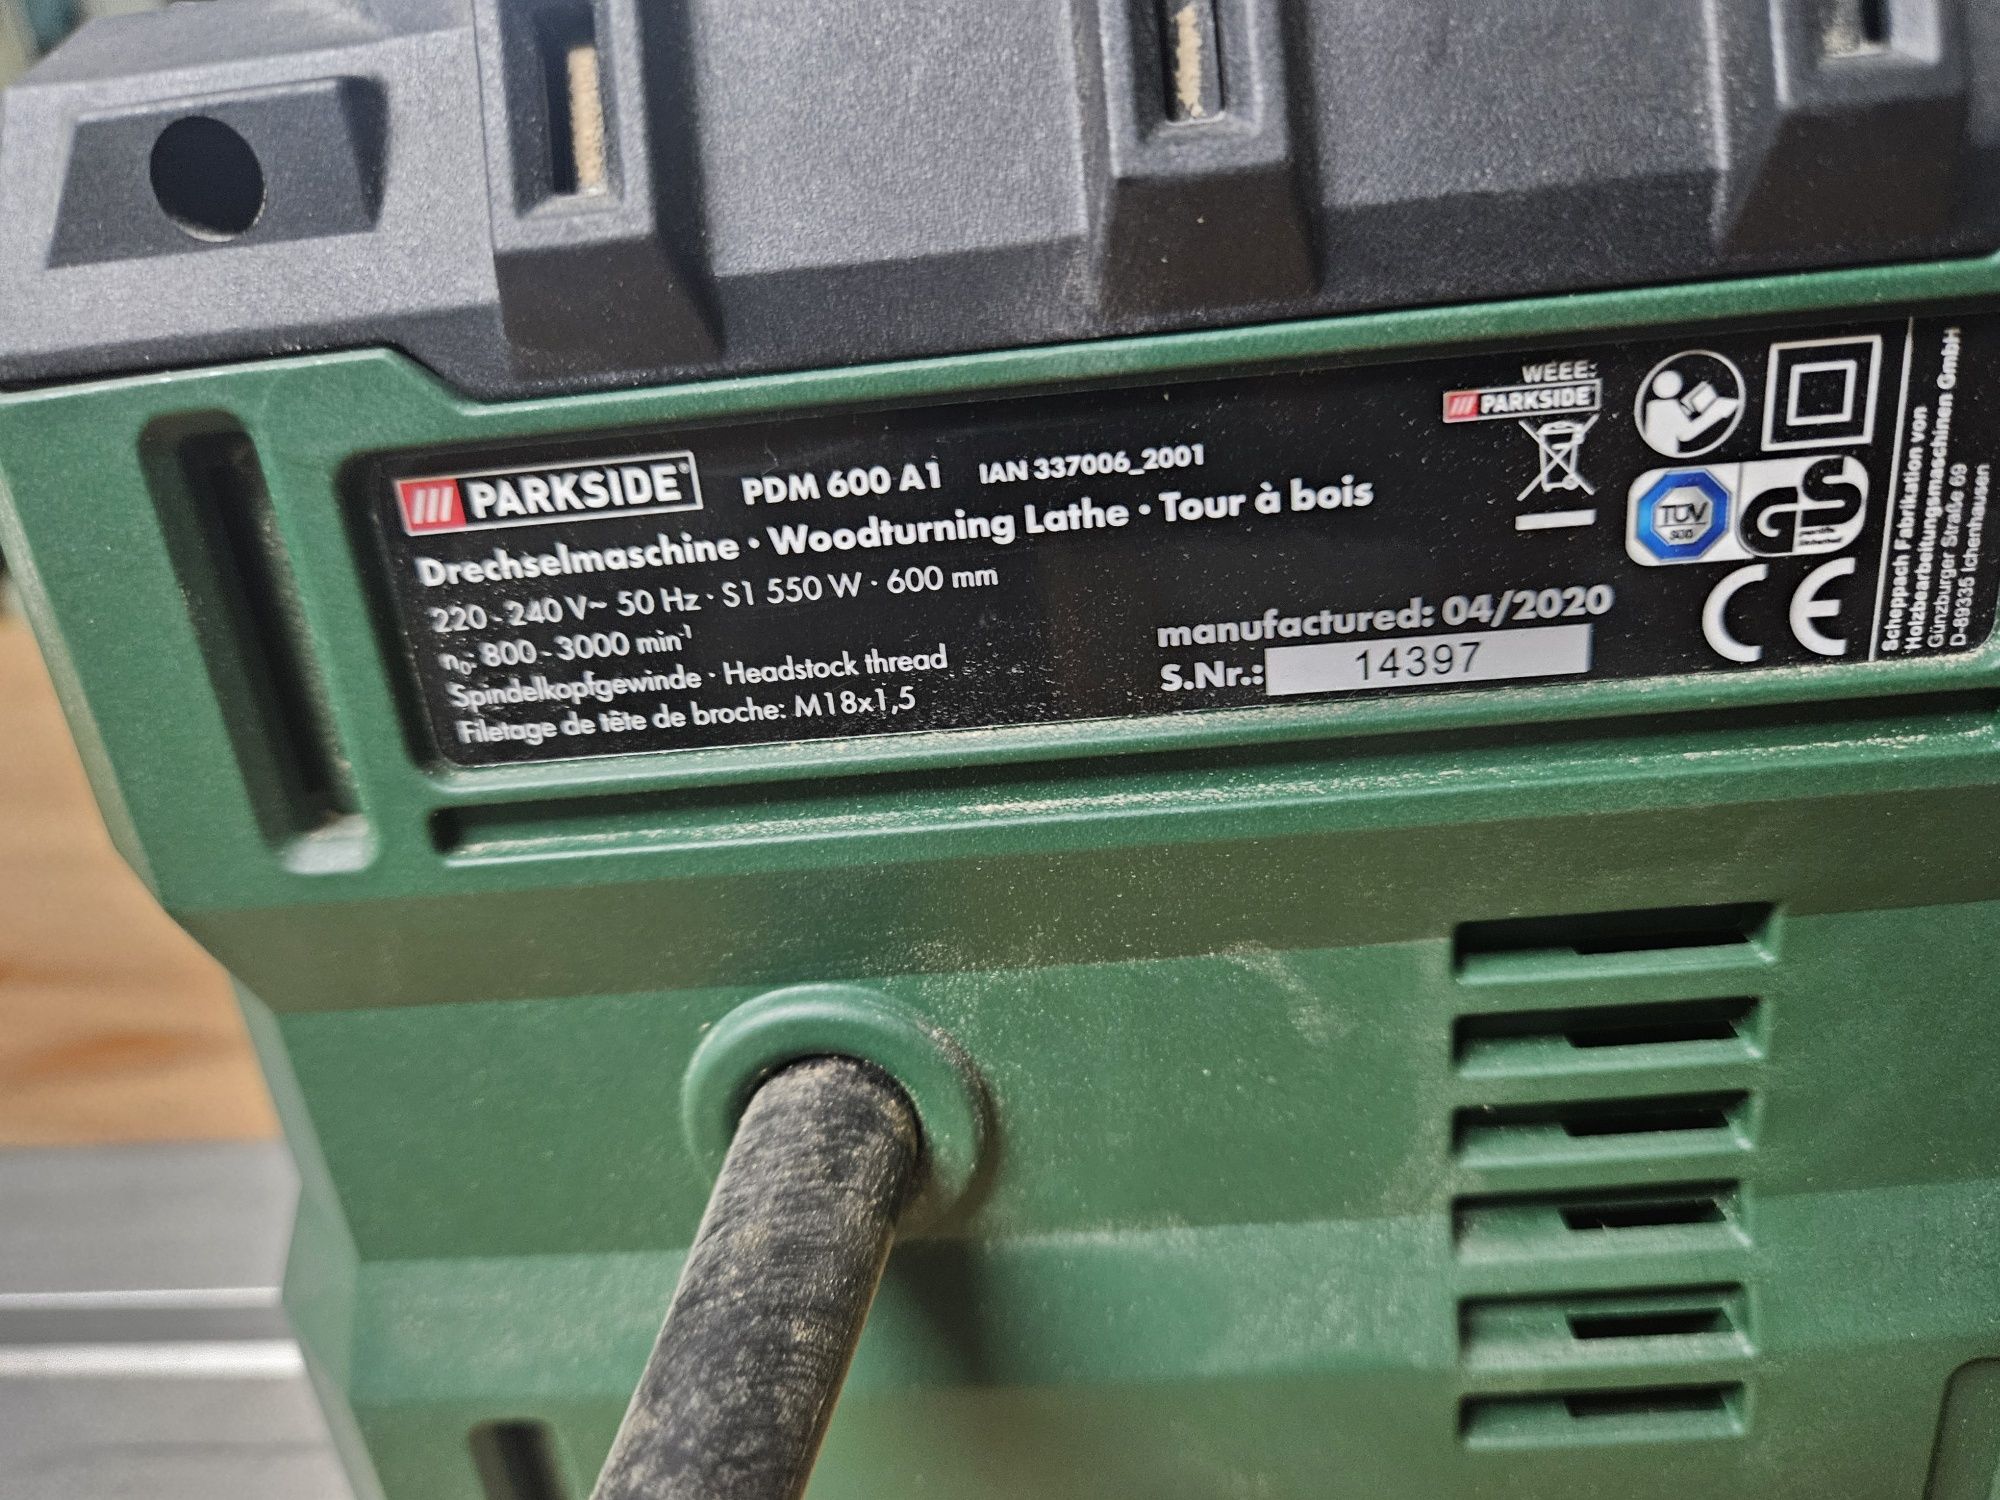 PARKSIDE® PDM 600 A1 IAN 337006_2001
Drechselmaschine · Woodturning Lathe · Tour à bois
220 - 240 V~ 50 Hz · S1 550 W · 600 mm
n₀: 800 - 3000 min⁻¹
Spindelkopfgewinde · Headstock thread
Filetage de tête de broche: M18x1,5
manufactured: 04/2020
S.Nr.: 14397
WEEE:
PARKSIDE
TÜV
SÜD
GS
CE
Scheppach Fabrikation von
Holzbearbeitungsmaschinen GmbH
Günzburger Straße 69
D-89335 Ichenhausen